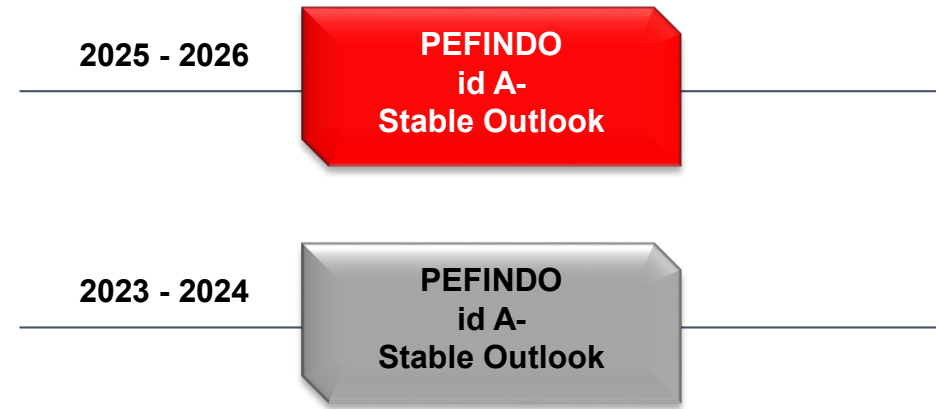 2025 - 2026
PEFINDO
id A-
Stable Outlook
2023 - 2024
PEFINDO
id A-
Stable Outlook